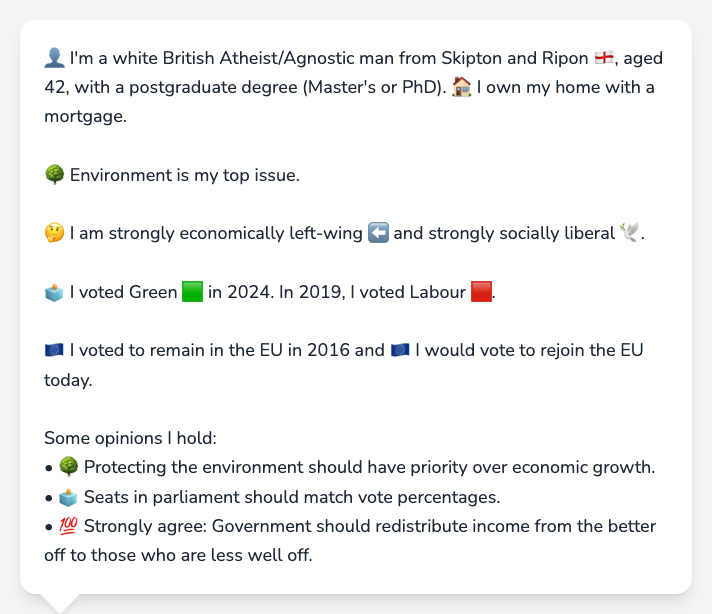 👤 I'm a white British Atheist/Agnostic man from Skipton and Ripon 🏴󠁧󠁢󠁥󠁮󠁧󠁿, aged
42, with a postgraduate degree (Master's or PhD). 🏠 I own my home with a
mortgage.
🌳 Environment is my top issue.
🤔 I am strongly economically left-wing ⬅️ and strongly socially liberal 🕊️.
🗳️ I voted Green 🟩 in 2024. In 2019, I voted Labour 🟥.
🇪🇺 I voted to remain in the EU in 2016 and 🇪🇺 I would vote to rejoin the EU
today.
Some opinions I hold:
• 🌳 Protecting the environment should have priority over economic growth.
• 🗳️ Seats in parliament should match vote percentages.
• 💯 Strongly agree: Government should redistribute income from the better
off to those who are less well off.